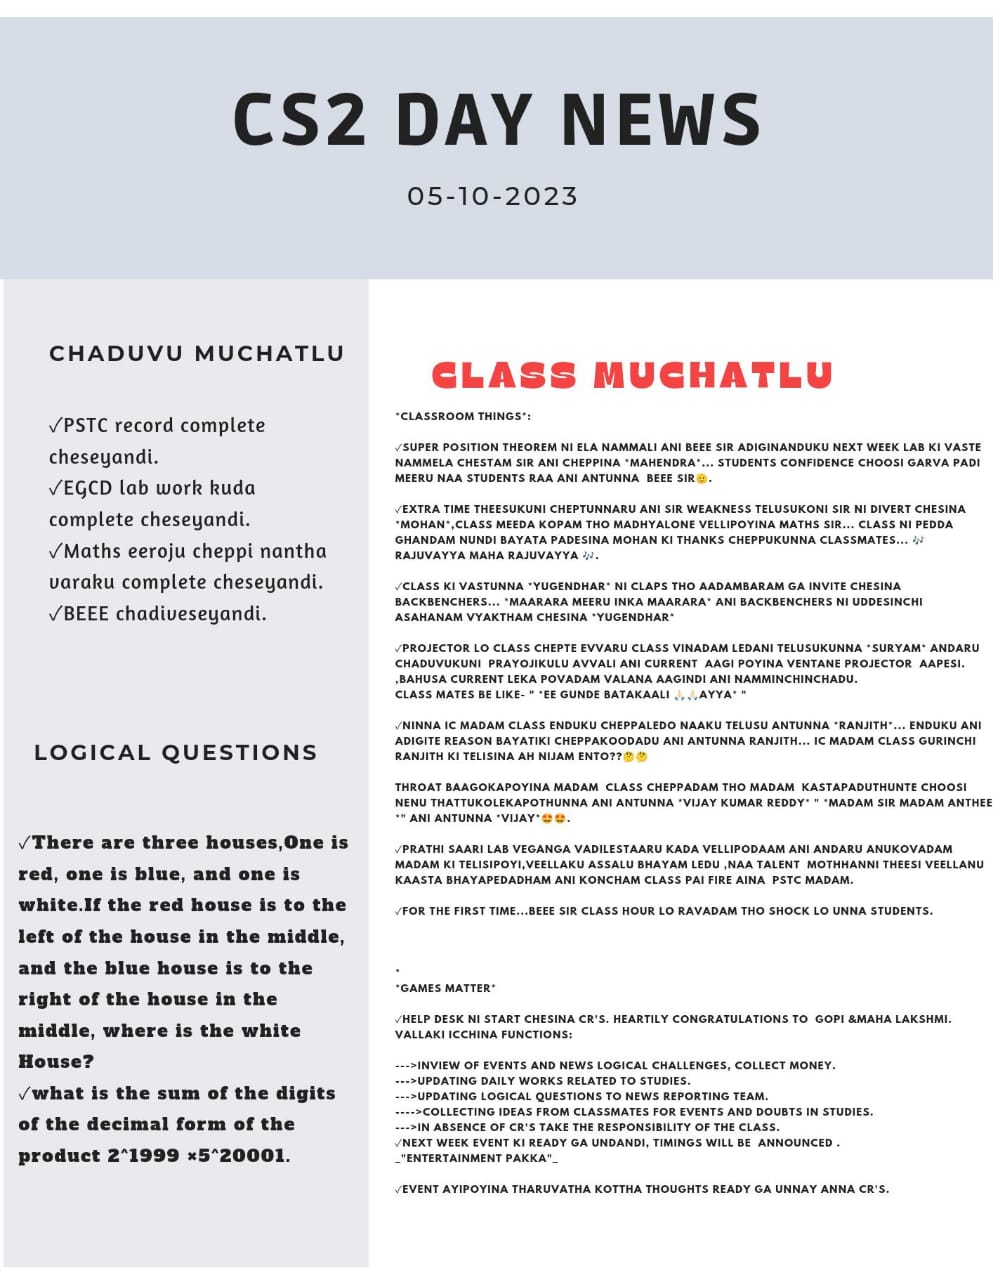 CS2 DAY NEWS
05-10-2023
CHADUVU MUCHATLU
✓PSTC record complete
cheseyandi.
✓EGCD lab work kuda
complete cheseyandi.
✓Maths eeroju cheppi nantha
varaku complete cheseyandi.
✓BEEE chadiveseyandi.
LOGICAL QUESTIONS
✓There are three houses,One is
red, one is blue, and one is
white.If the red house is to the
left of the house in the middle,
and the blue house is to the
right of the house in the
middle, where is the white
House?
✓what is the sum of the digits
of the decimal form of the
product 2^1999 ×5^20001.
CLASS MUCHATLU
*CLASSROOM THINGS*:
✓SUPER POSITION THEOREM NI ELA NAMMALI ANI BEEE SIR ADIGINANDUKU NEXT WEEK LAB KI VASTE
NAMMELA CHESTAM SIR ANI CHEPPINA *MAHENDRA*... STUDENTS CONFIDENCE CHOOSI GARVA PADI
MEERU NAA STUDENTS RAA ANI ANTUNNA  BEEE SIR🙂.
✓EXTRA TIME THEESUKUNI CHEPTUNNARU ANI SIR WEAKNESS TELUSUKONI SIR NI DIVERT CHESINA
*MOHAN*,CLASS MEEDA KOPAM THO MADHYALONE VELLIPOYINA MATHS SIR... CLASS NI PEDDA
GHANDAM NUNDI BAYATA PADESINA MOHAN KI THANKS CHEPPUKUNNA CLASSMATES... 🎶
RAJUVAYYA MAHA RAJUVAYYA 🎶.
✓CLASS KI VASTUNNA *YUGENDHAR* NI CLAPS THO AADAMBARAM GA INVITE CHESINA
BACKBENCHERS... *MAARARA MEERU INKA MAARARA* ANI BACKBENCHERS NI UDDESINCHI
ASAHANAM VYAKTHAM CHESINA *YUGENDHAR*
✓PROJECTOR LO CLASS CHEPTE EVVARU CLASS VINADAM LEDANI TELUSUKUNNA *SURYAM* ANDARU
CHADUVUKUNI  PRAYOJIKULU AVVALI ANI CURRENT  AAGI POYINA VENTANE PROJECTOR  AAPESI.
,BAHUSA CURRENT LEKA POVADAM VALANA AAGINDI ANI NAMMINCHINCHADU.
CLASS MATES BE LIKE- " *EE GUNDE BATAKAALI 🙏🏻🙏🏻AYYA* "
✓NINNA IC MADAM CLASS ENDUKU CHEPPALEDO NAAKU TELUSU ANTUNNA *RANJITH*... ENDUKU ANI
ADIGITE REASON BAYATIKI CHEPPAKOODADU ANI ANTUNNA RANJITH... IC MADAM CLASS GURINCHI
RANJITH KI TELISINA AH NIJAM ENTO??🤔🤔
THROAT BAAGOKAPOYINA MADAM  CLASS CHEPPADAM THO MADAM  KASTAPADUTHUNTE CHOOSI
NENU THATTUKOLEKAPOTHUNNA ANI ANTUNNA *VIJAY KUMAR REDDY* " *MADAM SIR MADAM ANTHEE
*" ANI ANTUNNA *VIJAY*🤩🤩.
✓PRATHI SAARI LAB VEGANGA VADILESTAARU KADA VELLIPODAAM ANI ANDARU ANUKOVADAM
MADAM KI TELISIPOYI,VEELLAKU ASSALU BHAYAM LEDU ,NAA TALENT  MOTHHANNI THEESI VEELLANU
KAASTA BHAYAPEDADHAM ANI KONCHAM CLASS PAI FIRE AINA  PSTC MADAM.
✓FOR THE FIRST TIME...BEEE SIR CLASS HOUR LO RAVADAM THO SHOCK LO UNNA STUDENTS.
*
*GAMES MATTER*
✓HELP DESK NI START CHESINA CR'S. HEARTILY CONGRATULATIONS TO  GOPI &MAHA LAKSHMI.
VALLAKI ICCHINA FUNCTIONS:
--->INVIEW OF EVENTS AND NEWS LOGICAL CHALLENGES, COLLECT MONEY.
--->UPDATING DAILY WORKS RELATED TO STUDIES.
--->UPDATING LOGICAL QUESTIONS TO NEWS REPORTING TEAM.
---->COLLECTING IDEAS FROM CLASSMATES FOR EVENTS AND DOUBTS IN STUDIES.
--->IN ABSENCE OF CR'S TAKE THE RESPONSIBILITY OF THE CLASS.
✓NEXT WEEK EVENT KI READY GA UNDANDI, TIMINGS WILL BE  ANNOUNCED .
_"ENTERTAINMENT PAKKA"_
✓EVENT AYIPOYINA THARUVATHA KOTTHA THOUGHTS READY GA UNNAY ANNA CR'S.